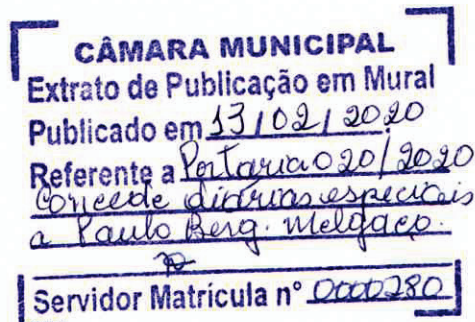 CÂMARA MUNICIPAL
Extrato de Publicação em Mural
Publicado em 13/02/2020
Referente a Portaria 020/2020
Concede diárias especiais
a Paulo Berg. Melgaço.
Servidor Matrícula nº 0000280